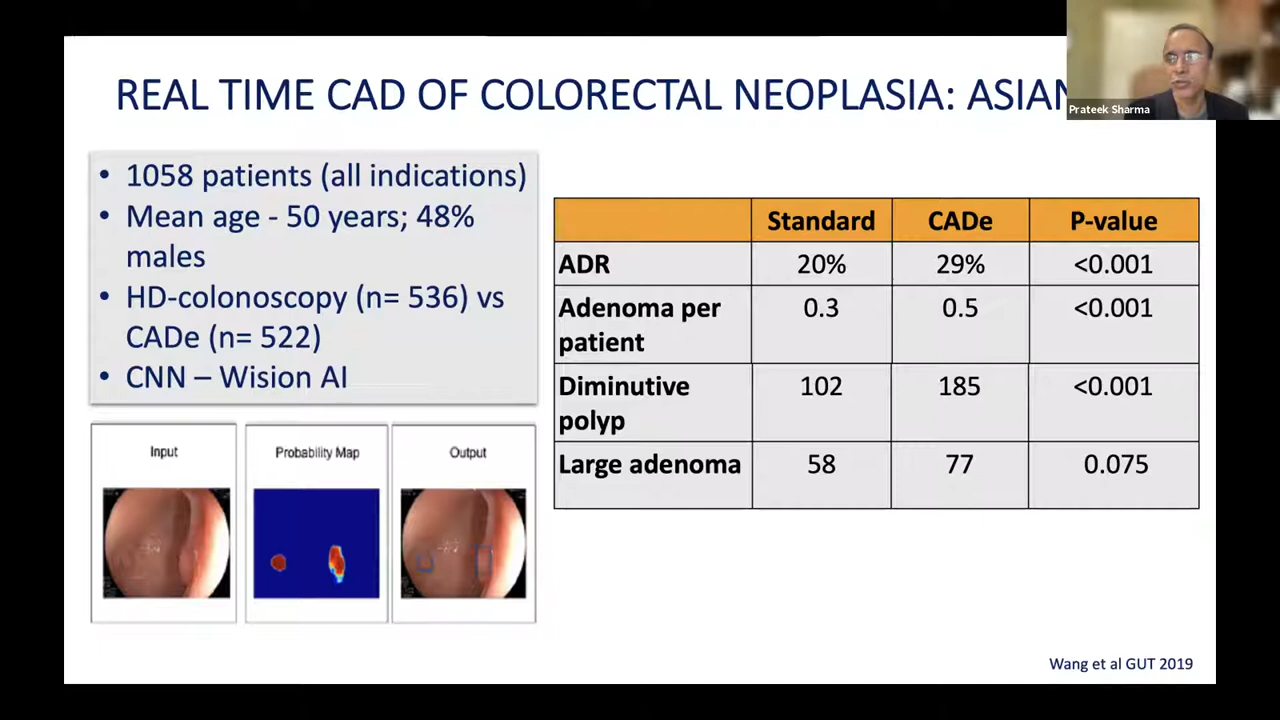 REAL TIME CAD OF COLORECTAL NEOPLASIA: ASIAN
Prateek Sharma
• 1058 patients (all indications)
• Mean age - 50 years; 48%
males
• HD-colonoscopy (n= 536) vs
CADe (n= 522)
• CNN – Wision AI
Standard CADe P-value
ADR 20% 29% <0.001
Adenoma per
patient 0.3 0.5 <0.001
Diminutive
polyp 102 185 <0.001
Large adenoma 58 77 0.075
Input Probability Map Output
Wang et al GUT 2019